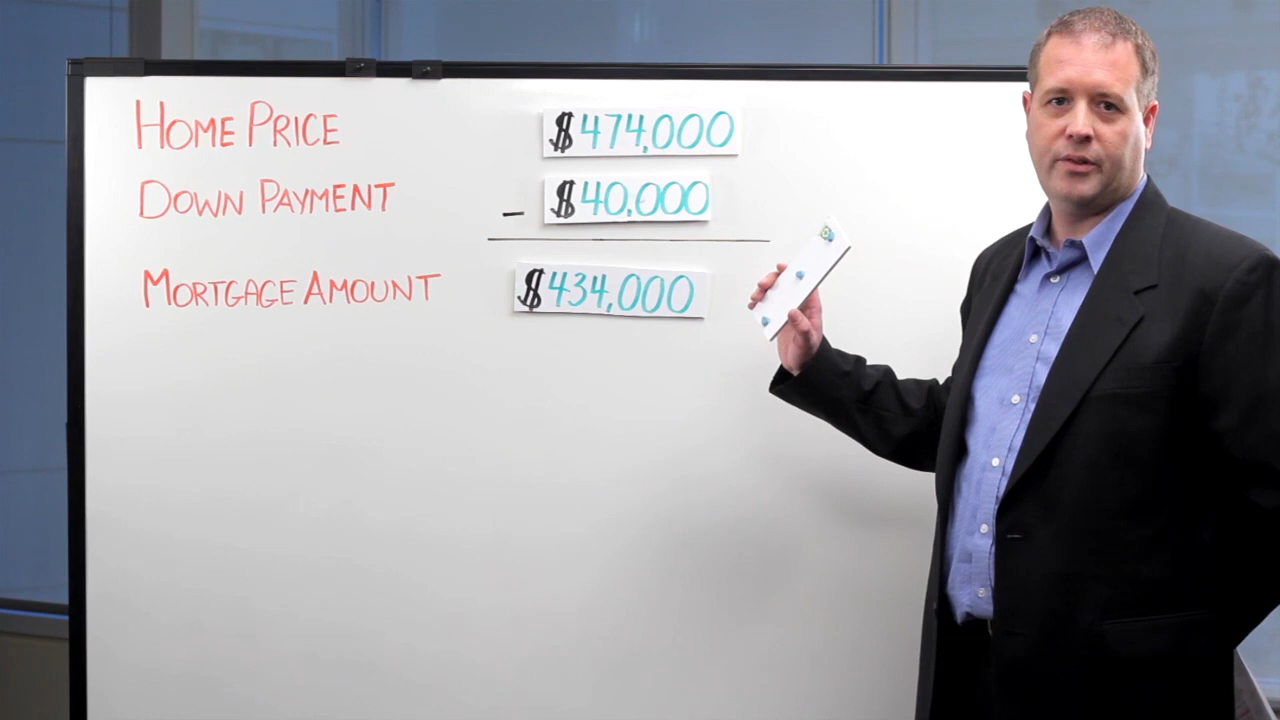 HOME PRICE $474,000
DOWN PAYMENT - $40,000
MORTGAGE AMOUNT $434,000